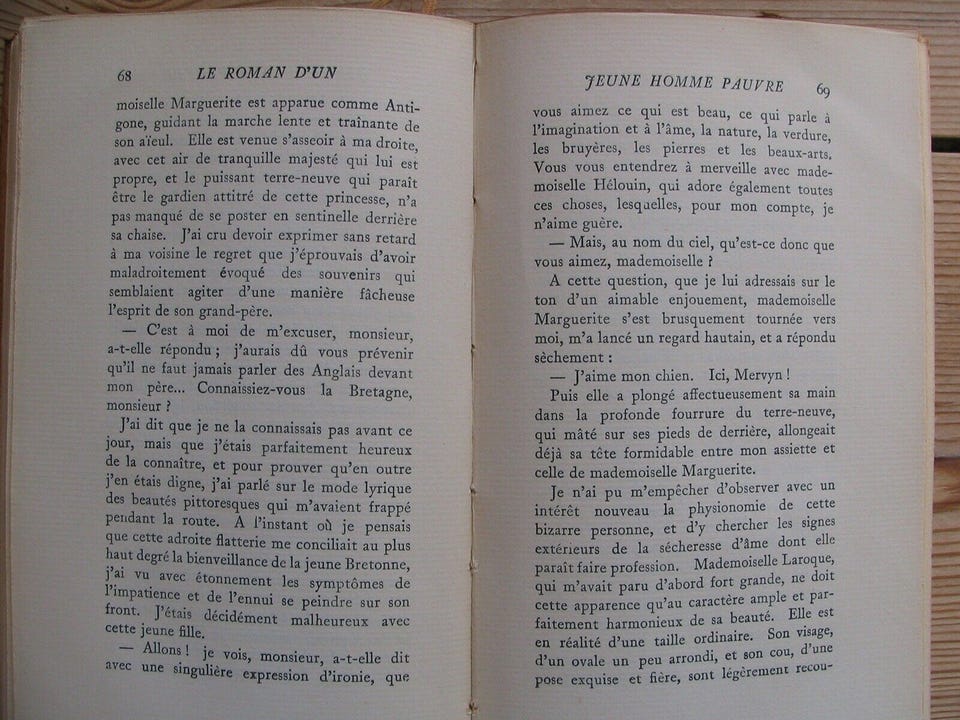 68 LE ROMAN D'UN
moiselle Marguerite est apparue comme Anti-
gone, guidant la marche lente et traînante de
son aïeul. Elle est venue s'asseoir à ma droite,
avec cet air de tranquille majesté qui lui est
propre, et le puissant terre-neuve qui paraît
être le gardien attitré de cette princesse, n'a
pas manqué de se poster en sentinelle derrière
sa chaise. J'ai cru devoir exprimer sans retard
à ma voisine le regret que j'éprouvais d'avoir
maladroitement évoqué des souvenirs qui
semblaient agiter d'une manière fâcheuse
l'esprit de son grand-père.
— C'est à moi de m'excuser, monsieur,
a-t-elle répondu ; j'aurais dû vous prévenir
qu'il ne faut jamais parler des Anglais devant
mon père... Connaissiez-vous la Bretagne,
monsieur ?
J'ai dit que je ne la connaissais pas avant ce
jour, mais que j'étais parfaitement heureux
de la connaître, et pour prouver qu'en outre
j'en étais digne, j'ai parlé sur le mode lyrique
des beautés pittoresques qui m'avaient frappé
pendant la route. A l'instant où je pensais
que cette adroite flatterie me conciliait au plus
haut degré la bienveillance de la jeune Bretonne,
j'ai vu avec étonnement les symptômes de
l'impatience et de l'ennui se peindre sur son
front. J'étais décidément malheureux avec
cette jeune fille.
— Allons ! je vois, monsieur, a-t-elle dit
avec une singulière expression d'ironie, que
JEUNE HOMME PAUVRE 69
vous aimez ce qui est beau, ce qui parle à
l'imagination et à l'âme, la nature, la verdure,
les bruyères, les pierres et les beaux-arts.
Vous vous entendrez à merveille avec made-
moiselle Hélouin, qui adore également toutes
ces choses, lesquelles, pour mon compte, je
n'aime guère.
— Mais, au nom du ciel, qu'est-ce donc que
vous aimez, mademoiselle ?
A cette question, que je lui adressais sur le
ton d'un aimable enjouement, mademoiselle
Marguerite s'est brusquement tournée vers
moi, m'a lancé un regard hautain, et a répondu
sèchement :
— J'aime mon chien. Ici, Mervyn !
Puis elle a plongé affectueusement sa main
dans la profonde fourrure du terre-neuve,
qui mâté sur ses pieds de derrière, allongeait
déjà sa tête formidable entre mon assiette et
celle de mademoiselle Marguerite.
Je n'ai pu m'empêcher d'observer avec un
intérêt nouveau la physionomie de cette
bizarre personne, et d'y chercher les signes
extérieurs de la sécheresse d'âme dont elle
paraît faire profession. Mademoiselle Laroque,
qui m'avait paru d'abord fort grande, ne doit
cette apparence qu'au caractère ample et par-
faitement harmonieux de sa beauté. Elle est
en réalité d'une taille ordinaire. Son visage,
d'un ovale un peu arrondi, et son cou, d'une
pose exquise et fière, sont légèrement recou-